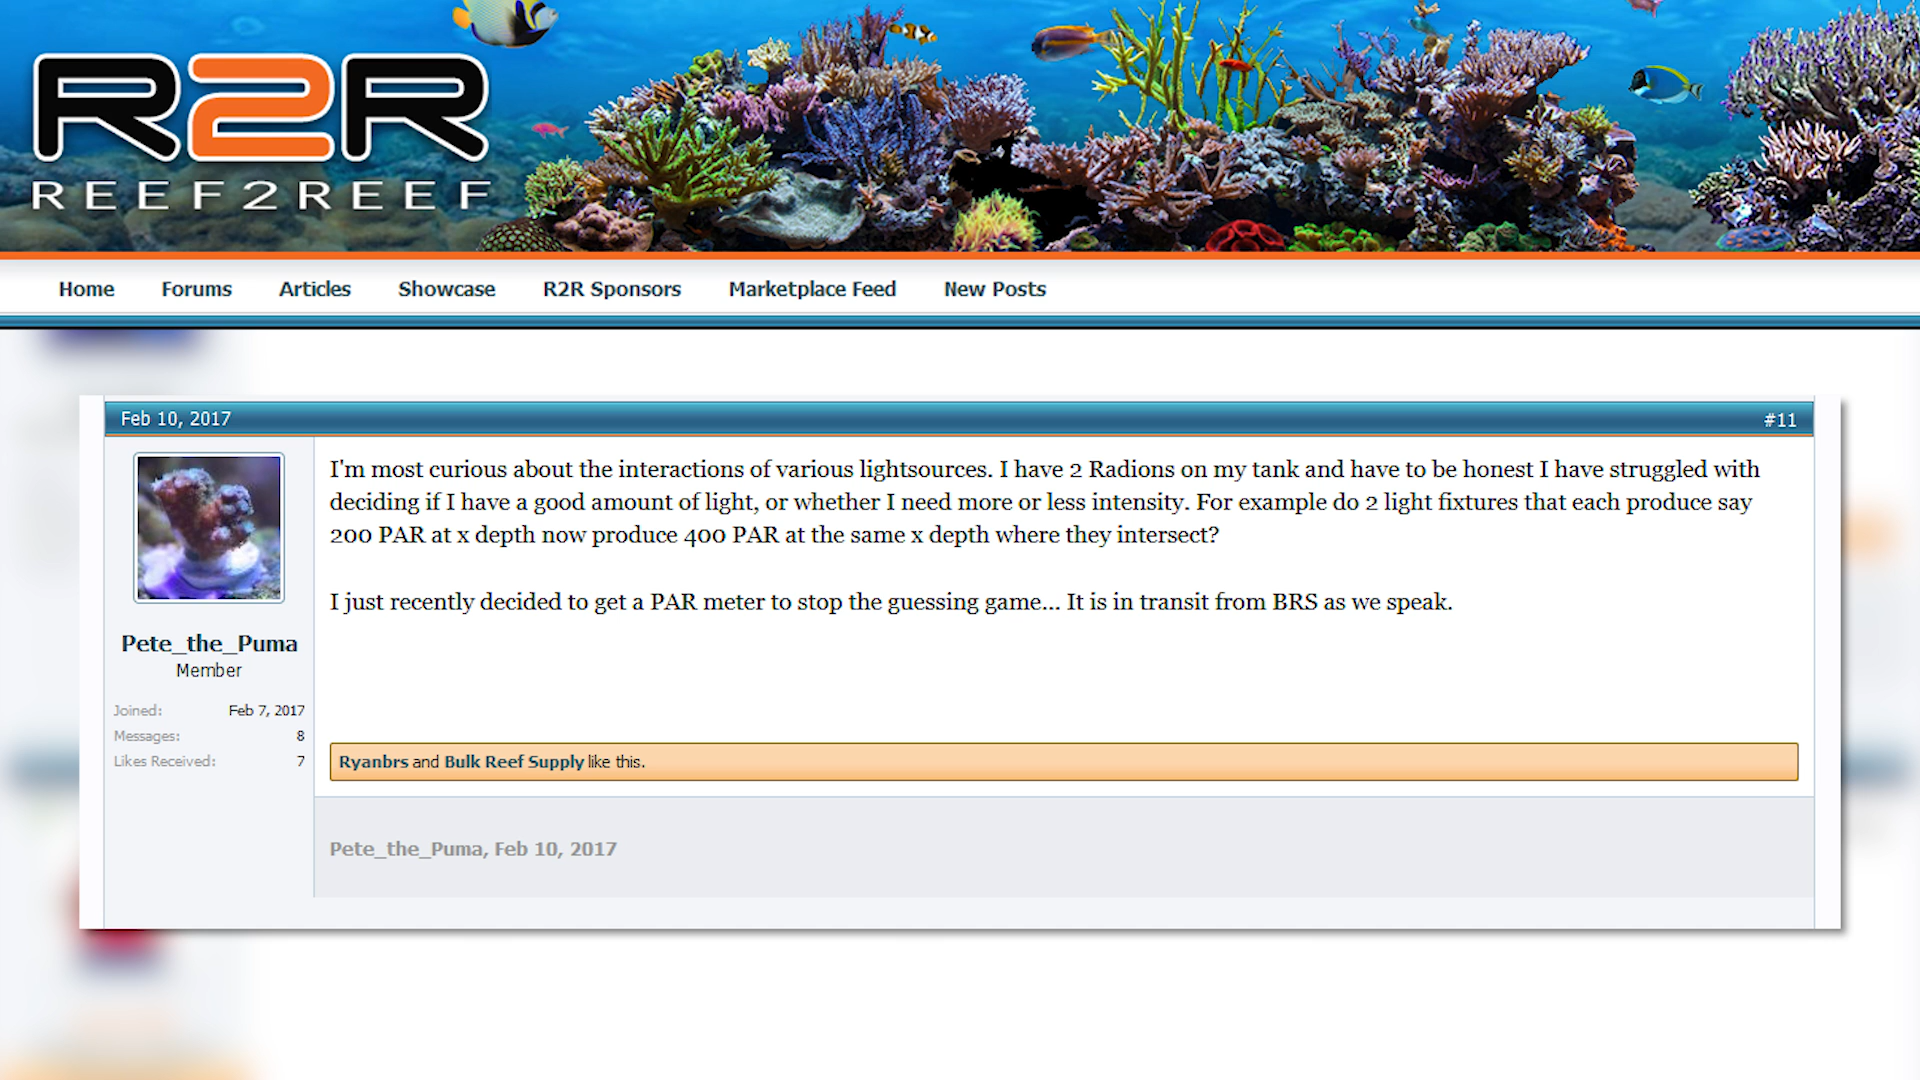 R2R
REEF2REEF
Home Forums Articles Showcase R2R Sponsors Marketplace Feed New Posts
Feb 10, 2017 #11
I'm most curious about the interactions of various lightsources. I have 2 Radions on my tank and have to be honest I have struggled with
deciding if I have a good amount of light, or whether I need more or less intensity. For example do 2 light fixtures that each produce say
200 PAR at x depth now produce 400 PAR at the same x depth where they intersect?
I just recently decided to get a PAR meter to stop the guessing game... It is in transit from BRS as we speak.
Pete_the_Puma
Member
Joined: Feb 7, 2017
Messages: 8
Likes Received: 7
Ryanbrs and Bulk Reef Supply like this.
Pete_the_Puma, Feb 10, 2017